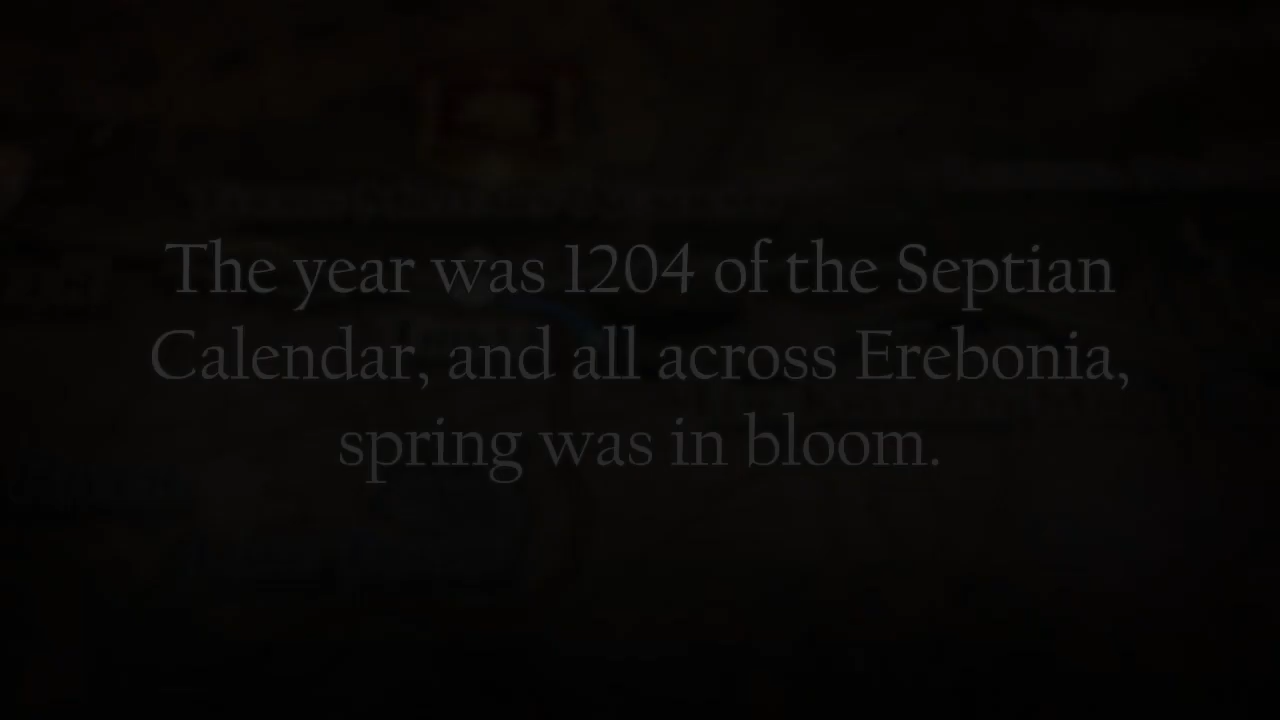 The year was 1204 of the Septian
Calendar, and all across Erebonia,
spring was in bloom.